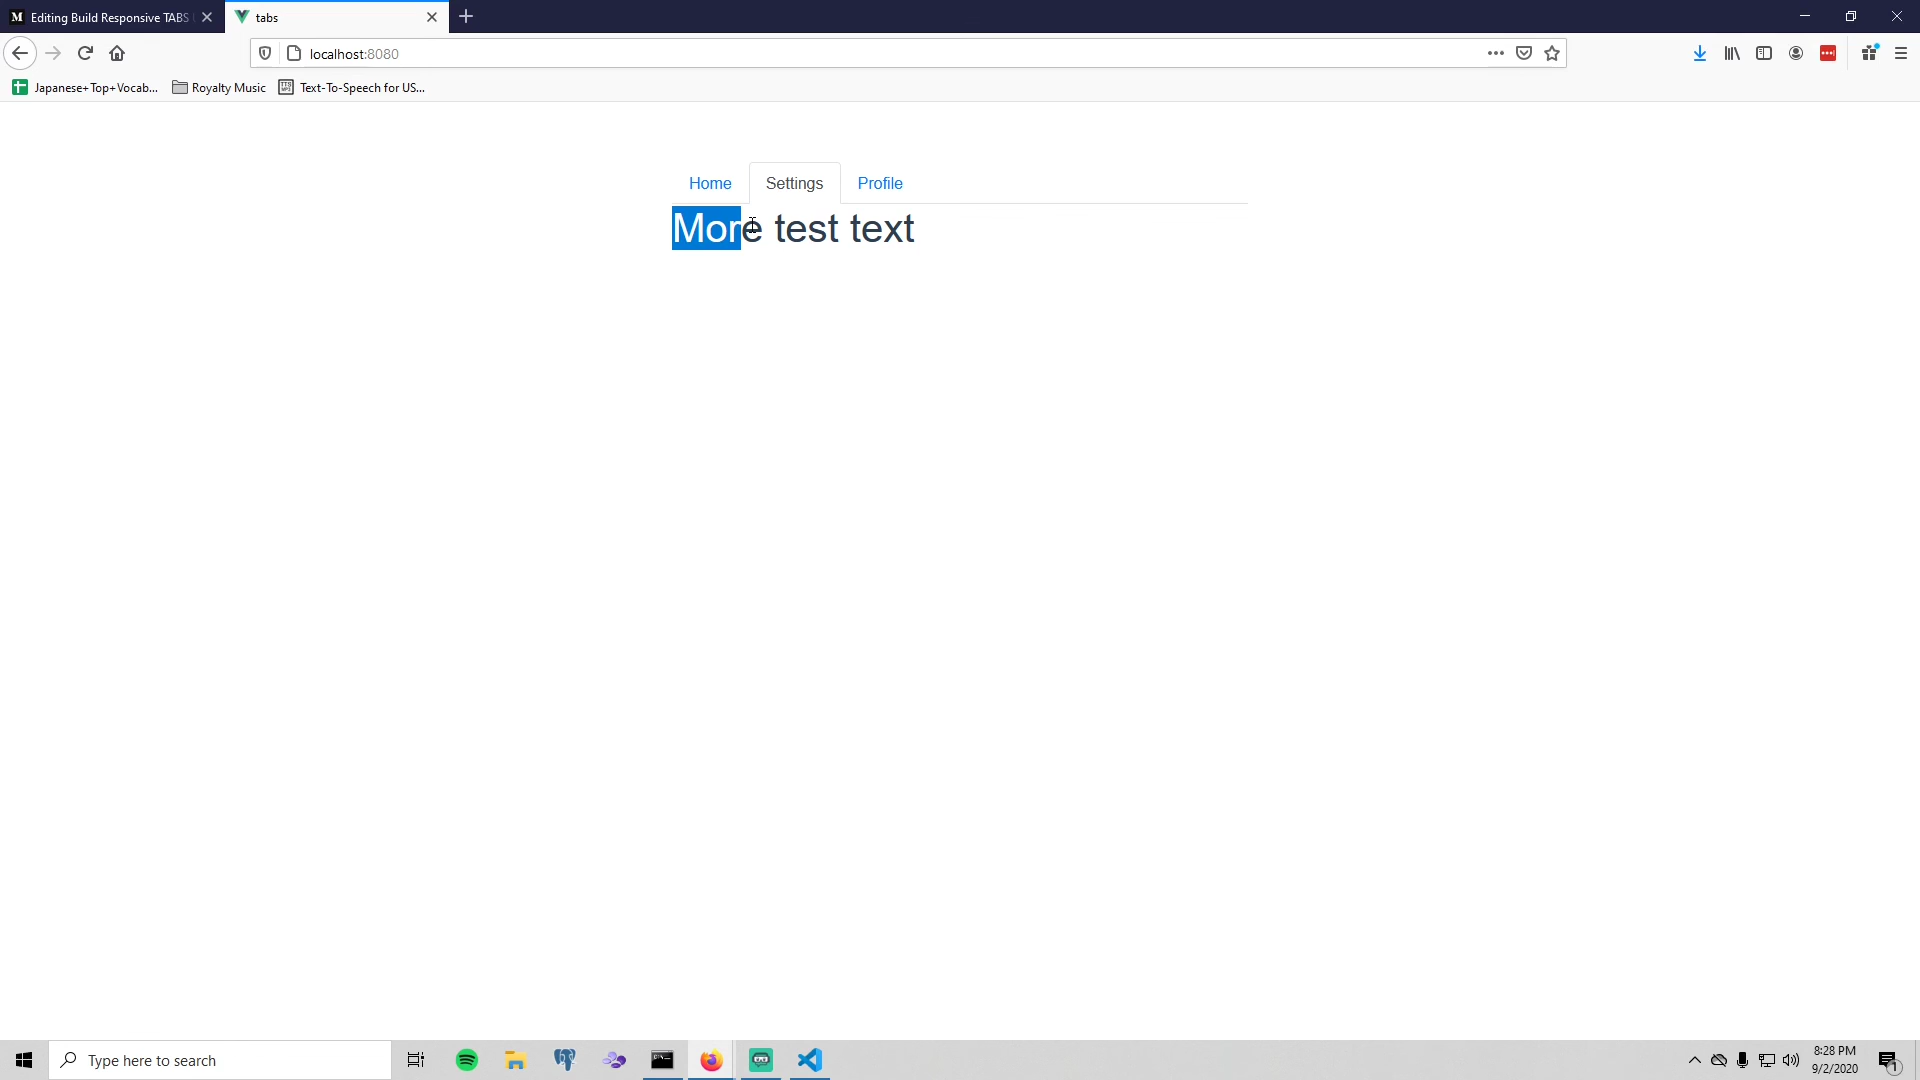 Editing Build Responsive TABS
tabs
localhost:8080
Japanese+Top+Vocab...
Royalty Music
Text-To-Speech for US...
Home
Settings
Profile
More test text
Type here to search
8:28 PM
9/2/2020
1